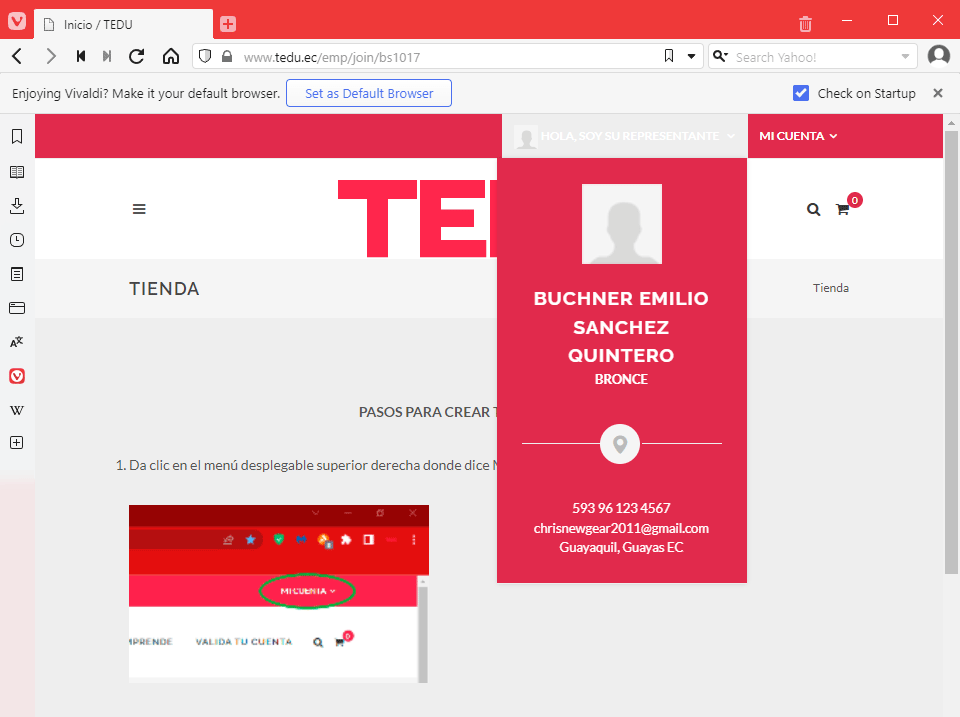 Inicio / TEDU
www.tedu.ec/emp/join/bs1017
Search Yahoo!
Enjoying Vivaldi? Make it your default browser.
Set as Default Browser
Check on Startup
HOLA, SOY SU REPRESENTANTE
MI CUENTA
TE
0
TIENDA
Tienda
BUCHNER EMILIO
SANCHEZ
QUINTERO
BRONCE
593 96 123 4567
chrisnewgear2011@gmail.com
Guayaquil, Guayas EC
PASOS PARA CREAR
1. Da clic en el menú desplegable superior derecha donde dice
MI CUENTA
MPRENDE
VALIDA TU CUENTA
0